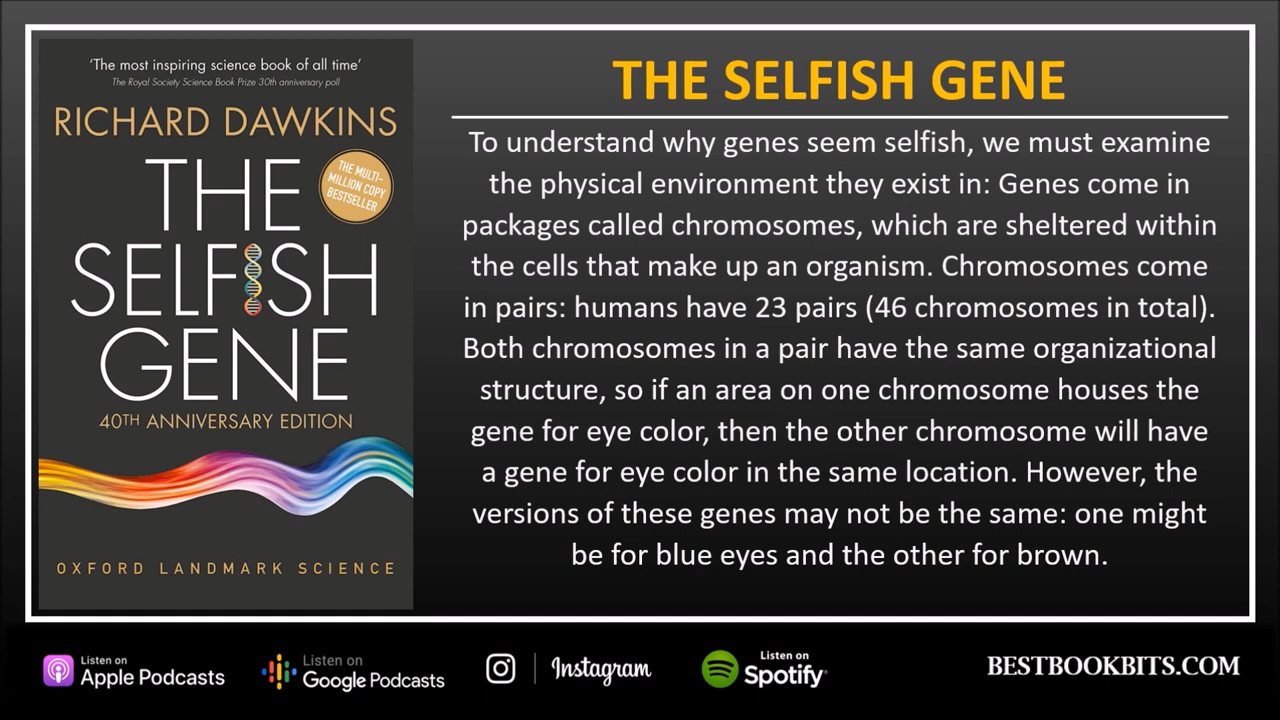 'The most inspiring science book of all time'
The Royal Society Science Book Prize 30th anniversary poll
RICHARD DAWKINS
THE
SELFISH
GENE
THE MULTI-
MILLION COPY
BESTSELLER
40TH ANNIVERSARY EDITION
OXFORD LANDMARK SCIENCE
THE SELFISH GENE
To understand why genes seem selfish, we must examine
the physical environment they exist in: Genes come in
packages called chromosomes, which are sheltered within
the cells that make up an organism. Chromosomes come
in pairs: humans have 23 pairs (46 chromosomes in total).
Both chromosomes in a pair have the same organizational
structure, so if an area on one chromosome houses the
gene for eye color, then the other chromosome will have
a gene for eye color in the same location. However, the
versions of these genes may not be the same: one might
be for blue eyes and the other for brown.
Listen on
Apple Podcasts
Listen on
Google Podcasts
Instagram
Listen on
Spotify
BESTBOOKBITS.COM